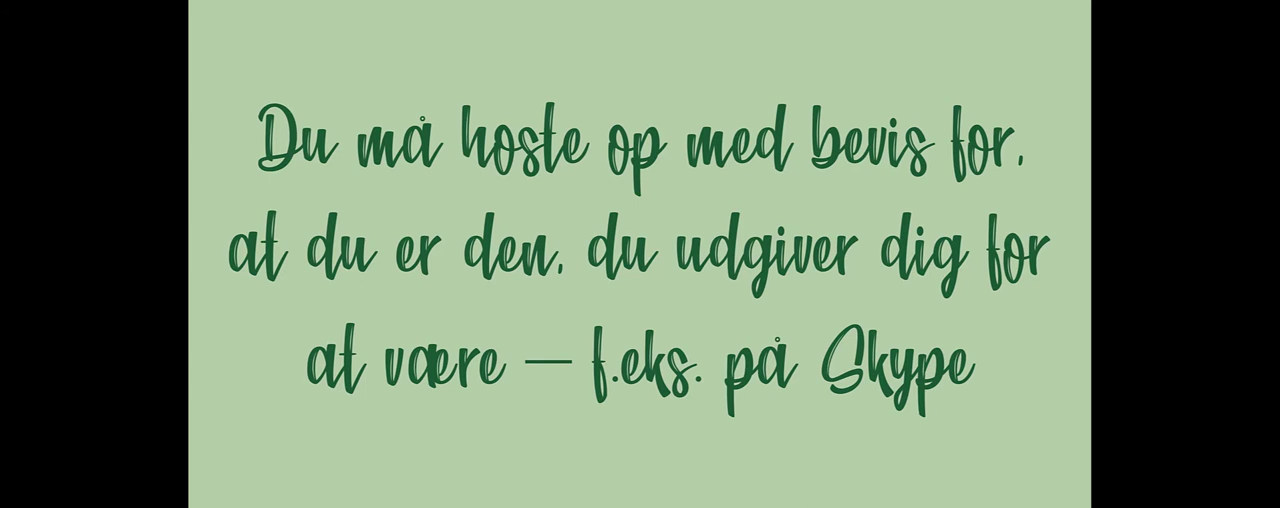 Du må hoste op med bevis for,
at du er den, du udgiver dig for
at være – f.eks. på Skype